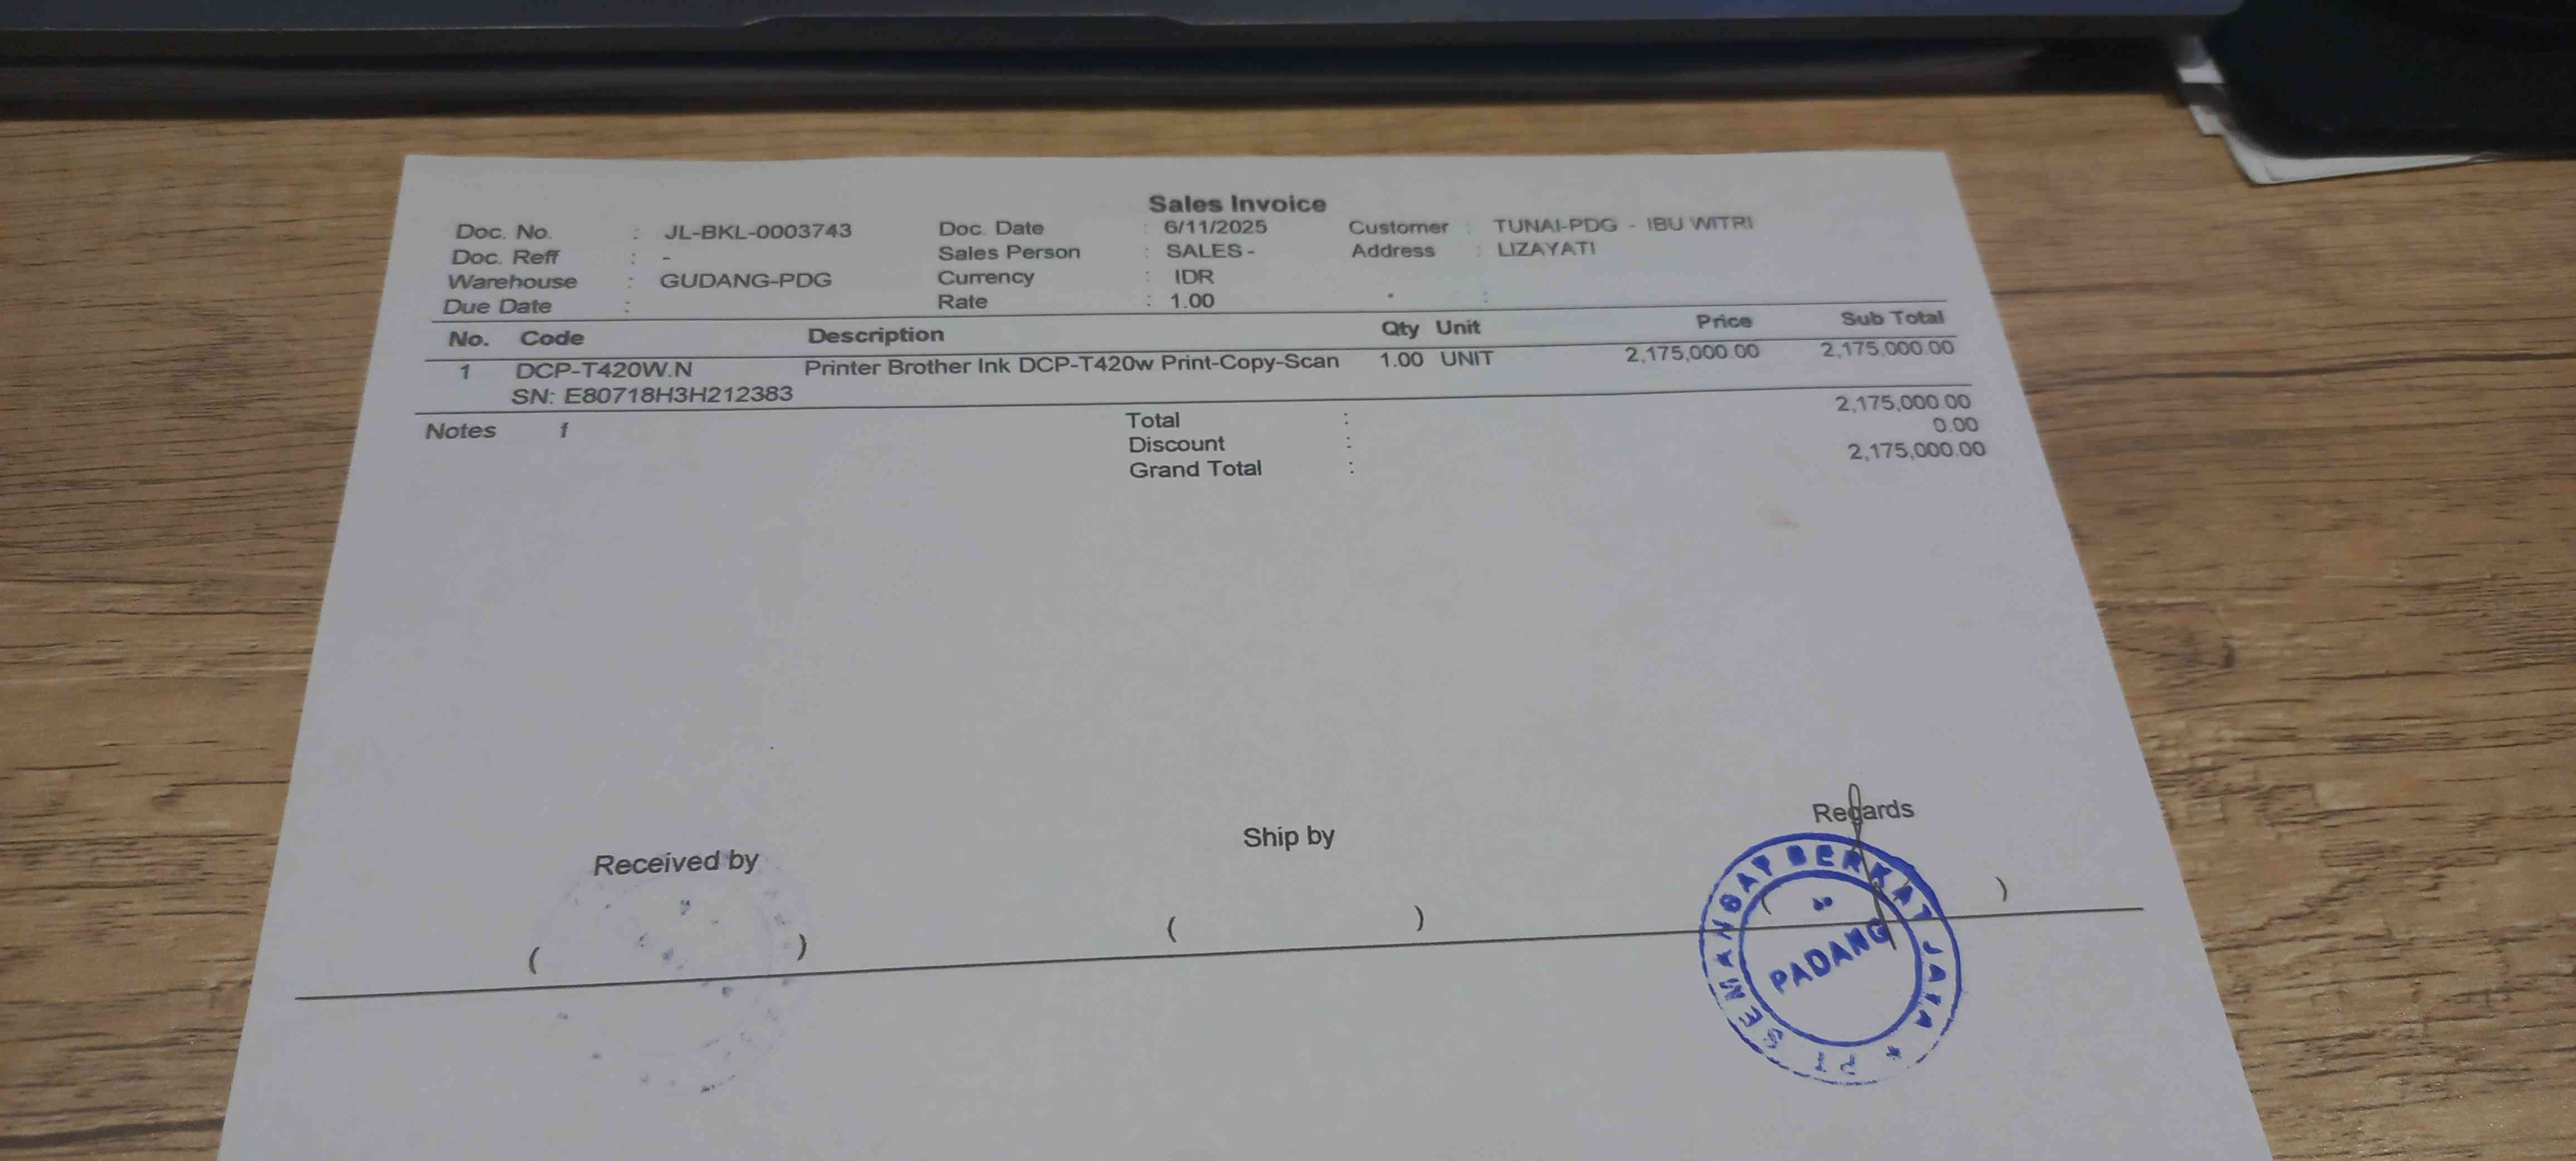 Sales Invoice
Doc. No. : JL-BKL-0003743 Doc. Date : 6/11/2025 Customer : TUNAI-PDG - IBU WITRI
Doc. Reff : - Sales Person : SALES - Address : LIZAYATI
Warehouse : GUDANG-PDG Currency : IDR
Due Date : Rate : 1.00 :
No. Code Description Qty Unit Price Sub Total
1 DCP-T420W.N Printer Brother Ink DCP-T420w Print-Copy-Scan 1.00 UNIT 2,175,000.00 2,175,000.00
SN: E80718H3H212383
Notes f Total : 2,175,000.00
Discount : 0.00
Grand Total : 2,175,000.00
Received by Ship by Regards
( ) ( ) ( )
PT SEMANGAT BERKAT JAYA *
PADANG